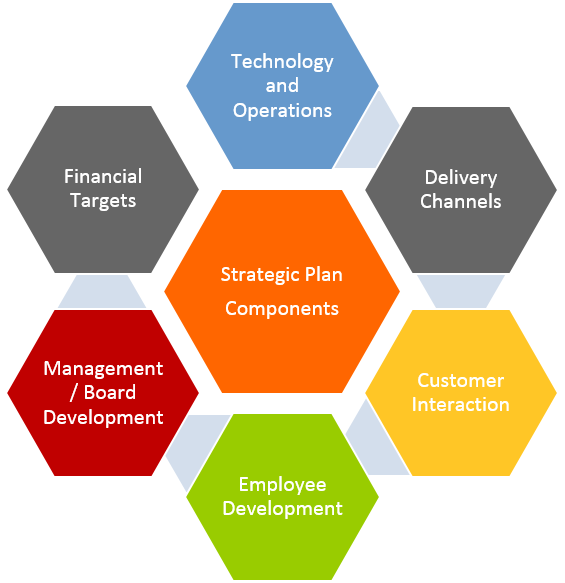 Technology
and
Operations
Financial
Targets
Delivery
Channels
Strategic Plan
Components
Management
/ Board
Development
Customer
Interaction
Employee
Development